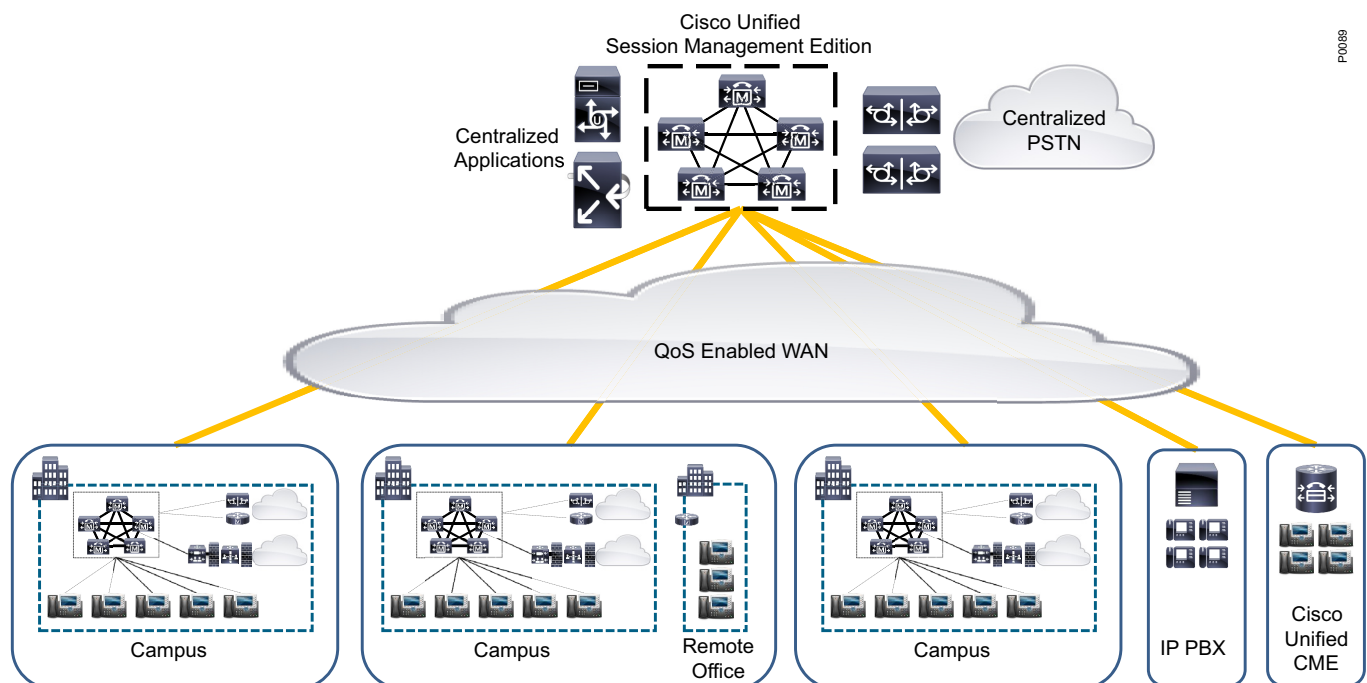 Cisco Unified
Session Management Edition
P0089
Centralized
Applications
U
M
M
M
M
M
Centralized
PSTN
QoS Enabled WAN
M
M
M
M
M
M
Campus
M
M
M
M
M
M
Campus
Remote
Office
M
M
M
M
M
M
Campus
IP PBX
Cisco
Unified
CME